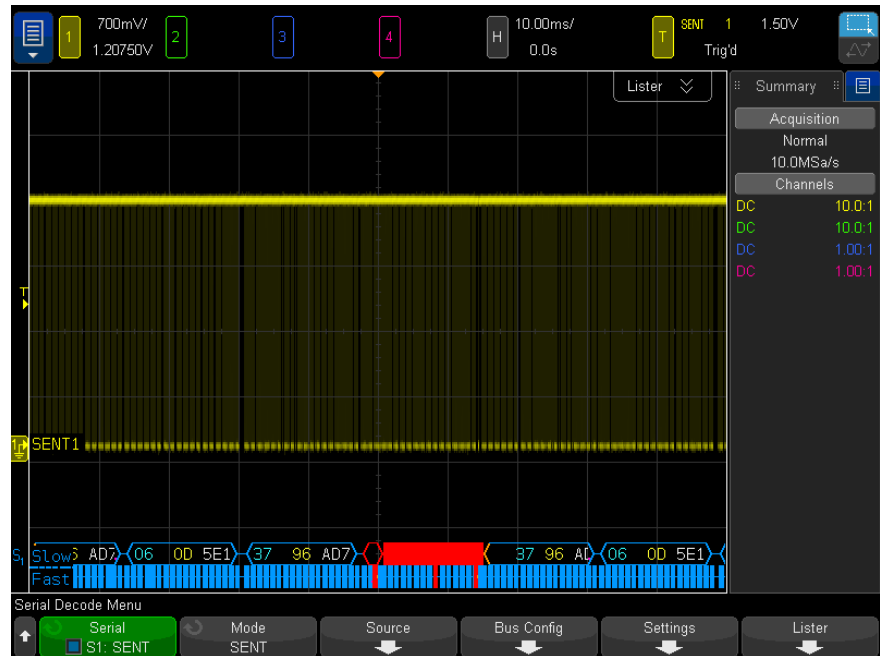 1 700mV/ 2 3 4 H 10.00ms/ T SENT 1 1.50V
1.20750V 0.0s Trig'd
Lister
Summary
Acquisition
Normal
10.0MSa/s
Channels
DC 10.0:1
DC 10.0:1
DC 1.00:1
DC 1.00:1
T
1 SENT1
S1 Slow AD7 06 0D 5E1 37 96 AD7 37 96 06 0D 5E1
Fast
Serial Decode Menu
Serial Mode Source Bus Config Settings Lister
S1: SENT SENT